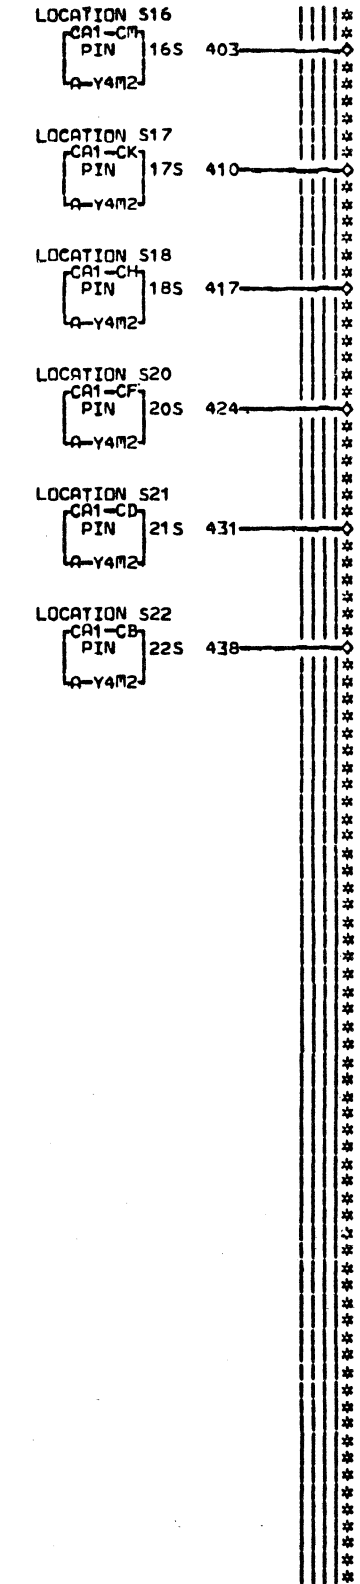 LOCATION S16
CA1-CM
PIN 16S 403
A-Y4M2
LOCATION S17
CA1-CK
PIN 17S 410
A-Y4M2
LOCATION S18
CA1-CH
PIN 18S 417
A-Y4M2
LOCATION S20
CA1-CF
PIN 20S 424
A-Y4M2
LOCATION S21
CA1-CD
PIN 21S 431
A-Y4M2
LOCATION S22
CA1-CB
PIN 22S 438
A-Y4M2